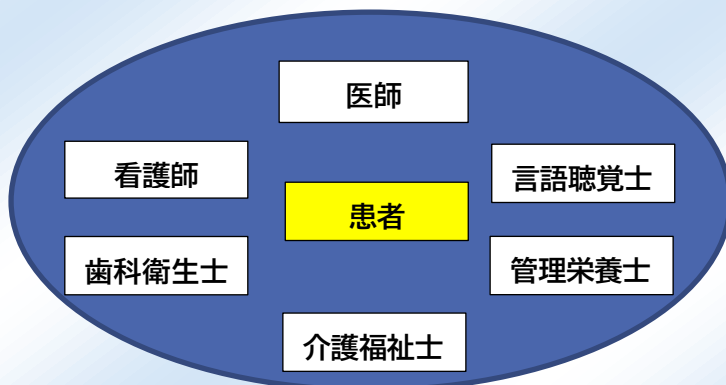 医師
看護師
言語聴覚士
患者
歯科衛生士
管理栄養士
介護福祉士